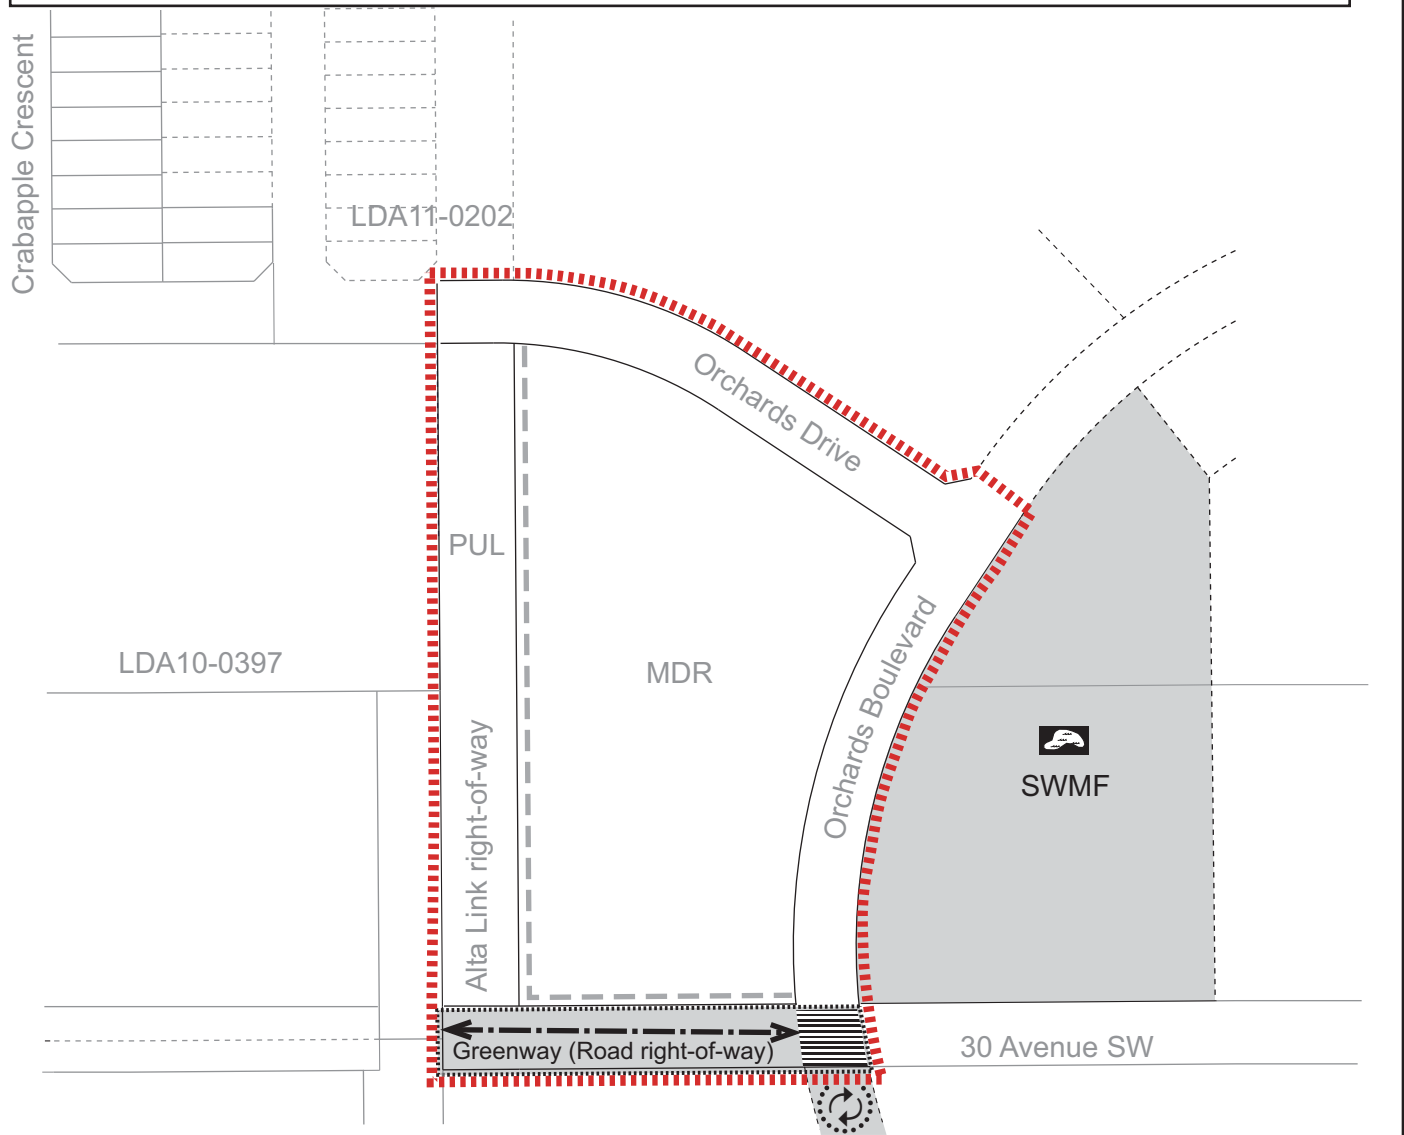 Crabapple Crescent
LDA11-0202
Orchards Drive
PUL
MDR
LDA10-0397
Orchards Boulevard
Alta Link right-of-way
SWMF
Greenway (Road right-of-way)
30 Avenue SW